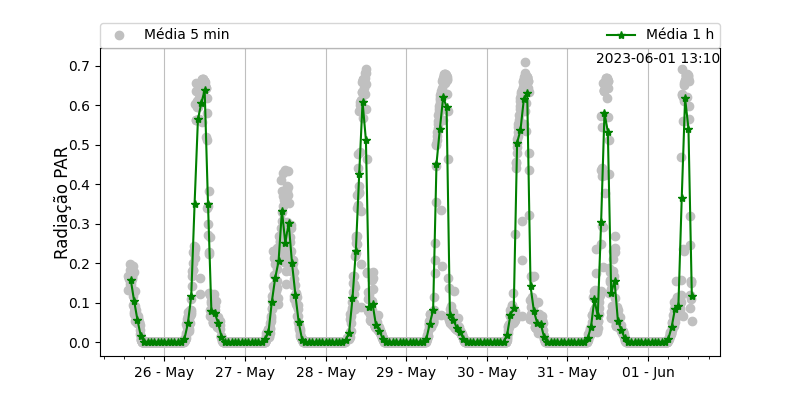 Média 5 min
Média 1 h
2023-06-01 13:10
Radiação PAR
0.7
0.6
0.5
0.4
0.3
0.2
0.1
0.0
26 - May
27 - May
28 - May
29 - May
30 - May
31 - May
01 - Jun